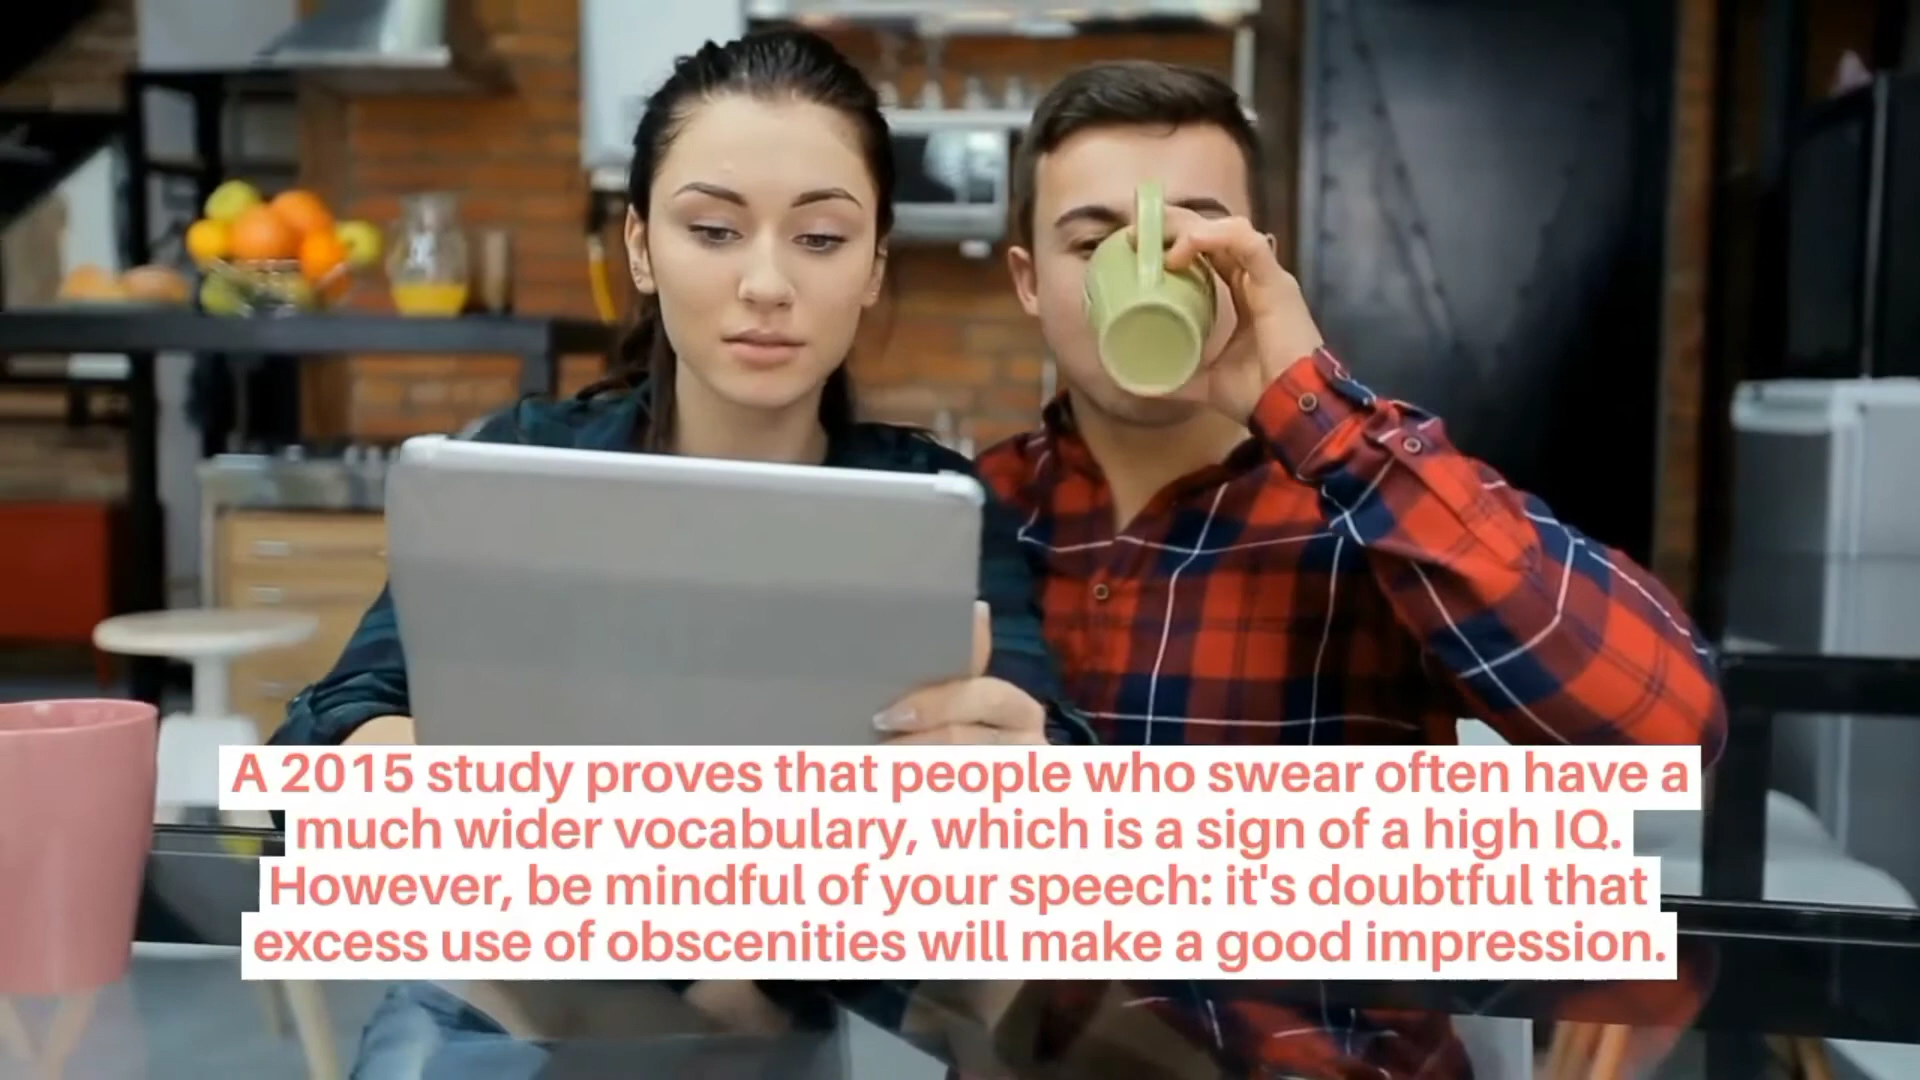 A 2015 study proves that people who swear often have a
much wider vocabulary, which is a sign of a high IQ.
However, be mindful of your speech: it's doubtful that
excess use of obscenities will make a good impression.